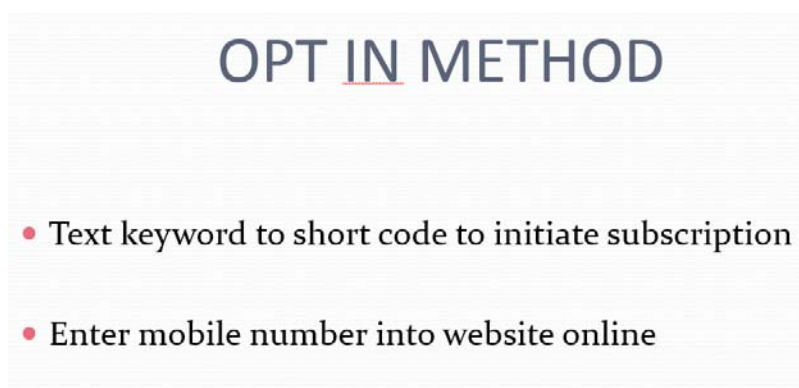 OPT IN METHOD
• Text keyword to short code to initiate subscription
• Enter mobile number into website online